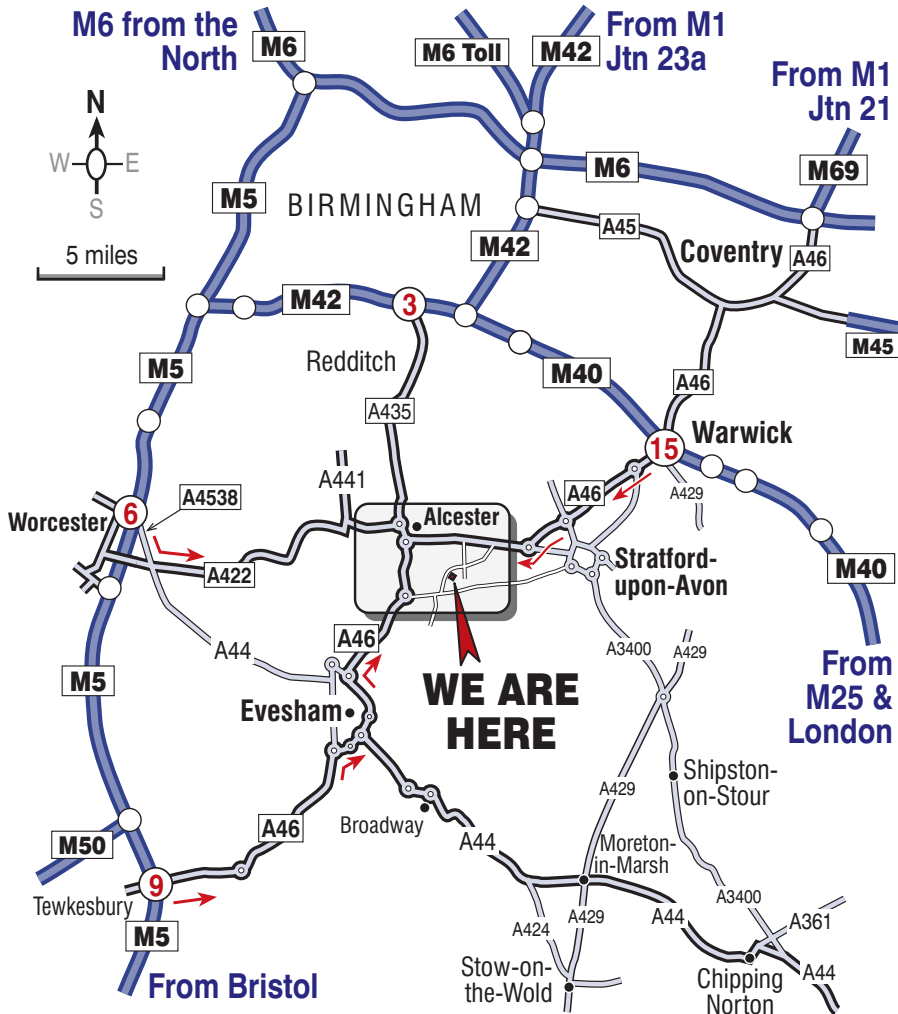 M6 from the
North
M6
M6 Toll
M42
From M1
Jtn 23a
From M1
Jtn 21
N
W
E
S
5 miles
M5
BIRMINGHAM
M6
M69
A45
M42
Coventry
A46
M42
3
M45
M5
Redditch
M40
A46
A435
15
Warwick
A441
A46
A429
6
A4538
Worcester
Alcester
A422
Stratford-
upon-Avon
M40
A46
A44
A3400
A429
M5
WE ARE
HERE
From
M25 &
London
Evesham
Shipston-
on-Stour
A429
Broadway
A46
A44
Moreton-
in-Marsh
M50
9
Tewkesbury
A3400
A361
A44
A424
A429
M5
Stow-on-
the-Wold
Chipping
Norton
A44
From Bristol